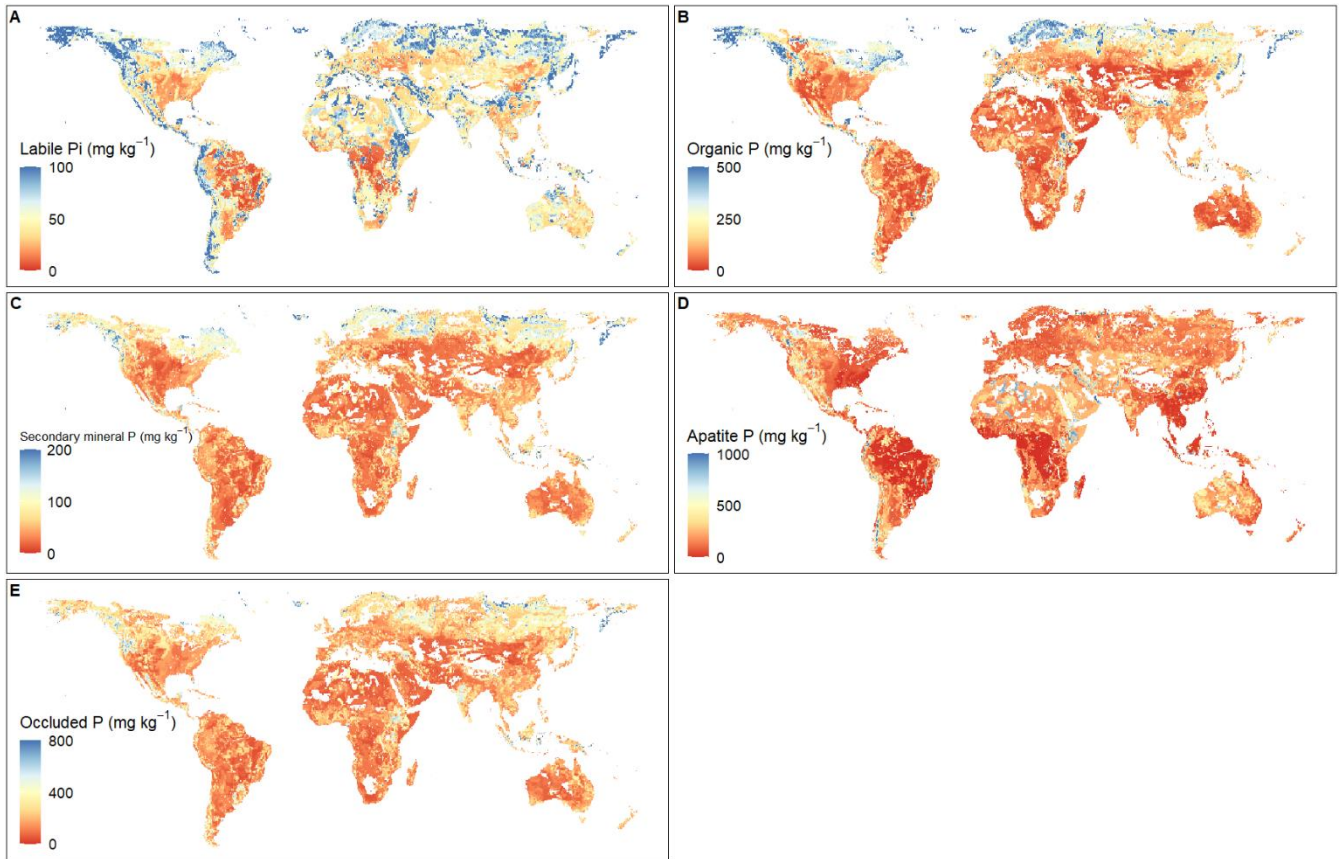 A
Labile Pi (mg kg⁻¹)
100
50
0
B
Organic P (mg kg⁻¹)
500
250
0
C
Secondary mineral P (mg kg⁻¹)
200
100
0
D
Apatite P (mg kg⁻¹)
1000
500
0
E
Occluded P (mg kg⁻¹)
800
400
0